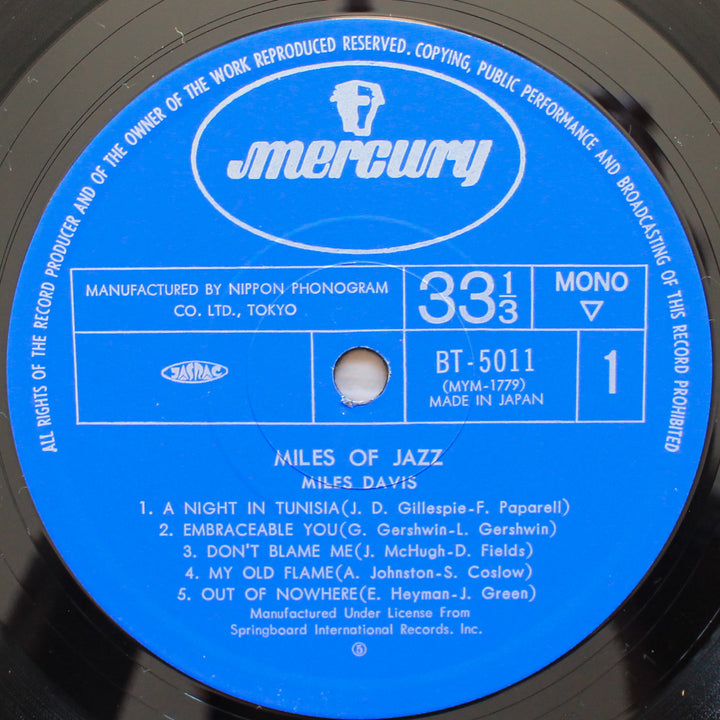 ALL RIGHTS OF THE RECORD PRODUCER AND OF THE OWNER OF THE WORK REPRODUCED RESERVED. COPYING, PUBLIC PERFORMANCE AND BROADCASTING OF THIS RECORD PROHIBITED
mercury
MANUFACTURED BY NIPPON PHONOGRAM
CO. LTD., TOKYO
33 1/3
MONO
▽
JASRAC
BT-5011
(MYM-1779)
MADE IN JAPAN
1
MILES OF JAZZ
MILES DAVIS
1. A NIGHT IN TUNISIA(J. D. Gillespie-F. Paparell)
2. EMBRACEABLE YOU(G. Gershwin-L. Gershwin)
3. DON'T BLAME ME(J. McHugh-D. Fields)
4. MY OLD FLAME(A. Johnston-S. Coslow)
5. OUT OF NOWHERE(E. Heyman-J. Green)
Manufactured Under License From
Springboard International Records. Inc.
⑤